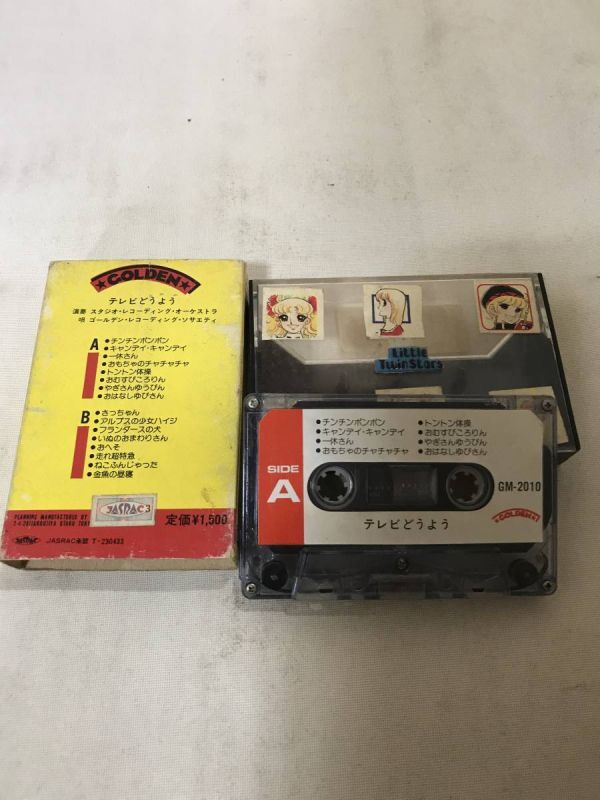 ★GOLDEN★
テレビどうよう
演奏 スタジオ・レコーディング・オーケストラ
唄 ゴールデン・レコーディング・ソサエティ
A
●チンチンポンポン
●キャンデイ・キャンデイ
●一休さん
●おもちゃのチャチャチャ
●トントン体操
●おむすびころりん
●やぎさんゆうびん
●おはなしゆびさん
B
●さっちゃん
●アルプスの少女ハイジ
●フランダースの犬
●いぬのおまわりさん
●おへそ
●走れ超特急
●ねこふんじゃった
●金魚の昼寝
JASRAC 3
定価¥1,500
PLANNING MANUFACTURED BY
JASRAC承認 T-230433
Little
TwinStars
SIDE
A
●チンチンポンポン
●キャンデイ・キャンデイ
●一休さん
●おもちゃのチャチャチャ
●トントン体操
●おむすびころりん
●やぎさんゆうびん
●おはなしゆびさん
GM-2010
★GOLDEN★
テレビどうよう